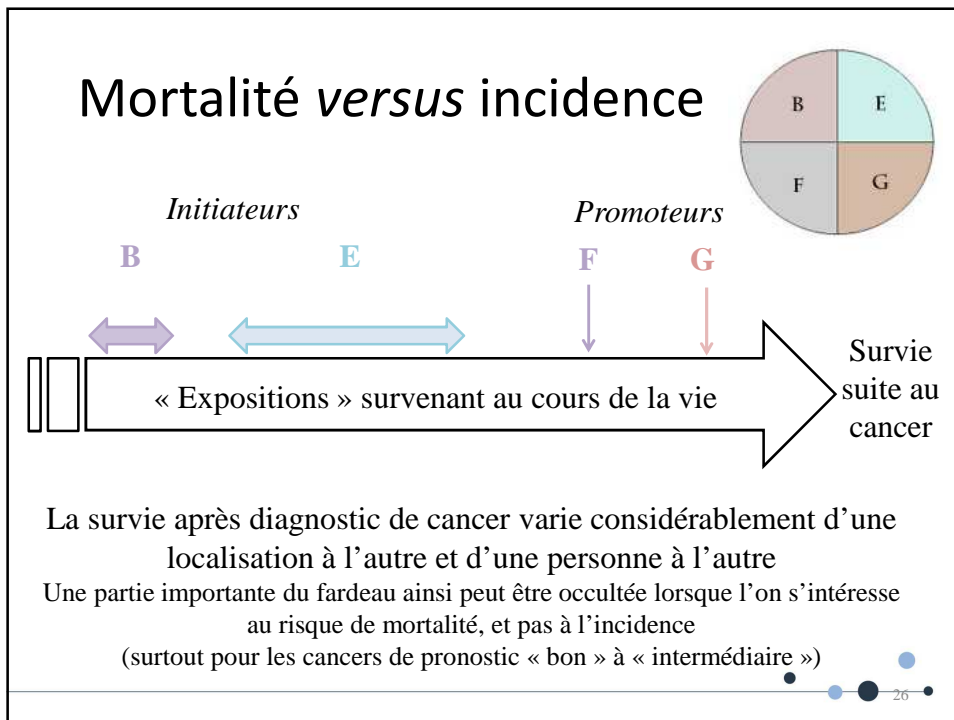 Mortalité versus incidence
B E
F G
Initiateurs Promoteurs
B E F G
« Expositions » survenant au cours de la vie
Survie
suite au
cancer
La survie après diagnostic de cancer varie considérablement d’une
localisation à l’autre et d’une personne à l’autre
Une partie importante du fardeau ainsi peut être occultée lorsque l’on s’intéresse
au risque de mortalité, et pas à l’incidence
(surtout pour les cancers de pronostic « bon » à « intermédiaire »)
26